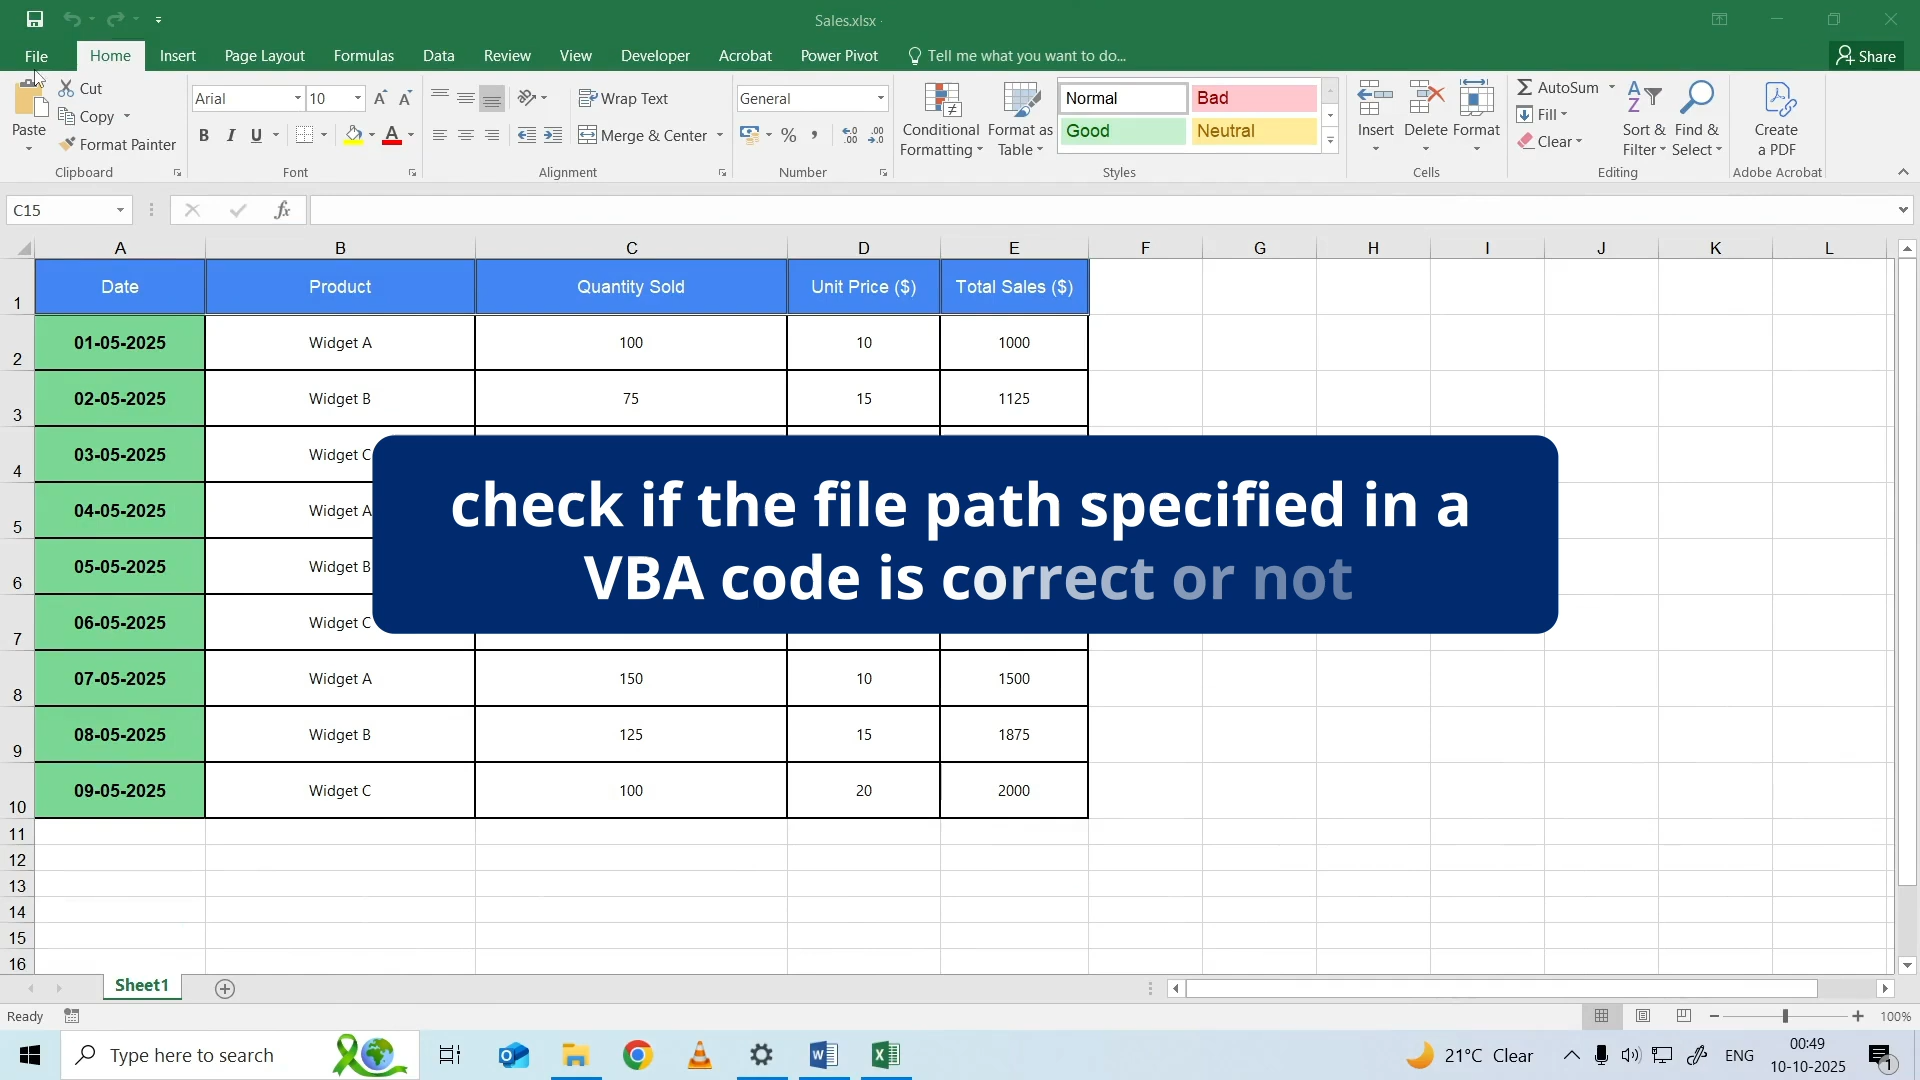 Sales.xlsx
File Home Insert Page Layout Formulas Data Review View Developer Acrobat Power Pivot Tell me what you want to do... Share
Paste
Cut
Copy
Format Painter
Clipboard
Arial 10
B I U A
Font
Wrap Text
Merge & Center
Alignment
General
%
Number
Conditional
Formatting
Format as
Table
Normal Bad
Good Neutral
Styles
Insert Delete Format
Cells
AutoSum
Fill
Clear
Sort &
Filter
Find &
Select
Editing
Create
a PDF
Adobe Acrobat
C15 fx
A B C D E F G H I J K L
1 Date Product Quantity Sold Unit Price ($) Total Sales ($)
2 01-05-2025 Widget A 100 10 1000
3 02-05-2025 Widget B 75 15 1125
4 03-05-2025 Widget C
5 04-05-2025 Widget A
6 05-05-2025 Widget B
7 06-05-2025 Widget C
check if the file path specified in a
VBA code is correct or not
8 07-05-2025 Widget A 150 10 1500
9 08-05-2025 Widget B 125 15 1875
10 09-05-2025 Widget C 100 20 2000
11
12
13
14
15
16
Sheet1
Ready
100%
Type here to search
21°C Clear
ENG
00:49
10-10-2025
1